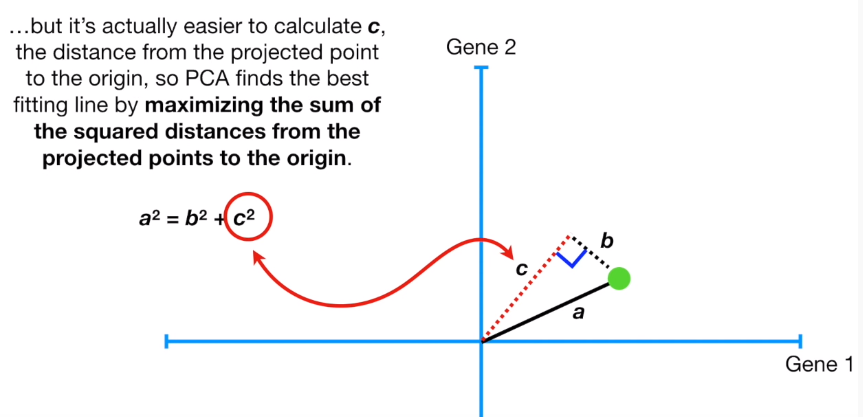 ...but it's actually easier to calculate c,
the distance from the projected point
to the origin, so PCA finds the best
fitting line by maximizing the sum of
the squared distances from the
projected points to the origin.
a² = b² + c²
Gene 2
b
c
a
Gene 1